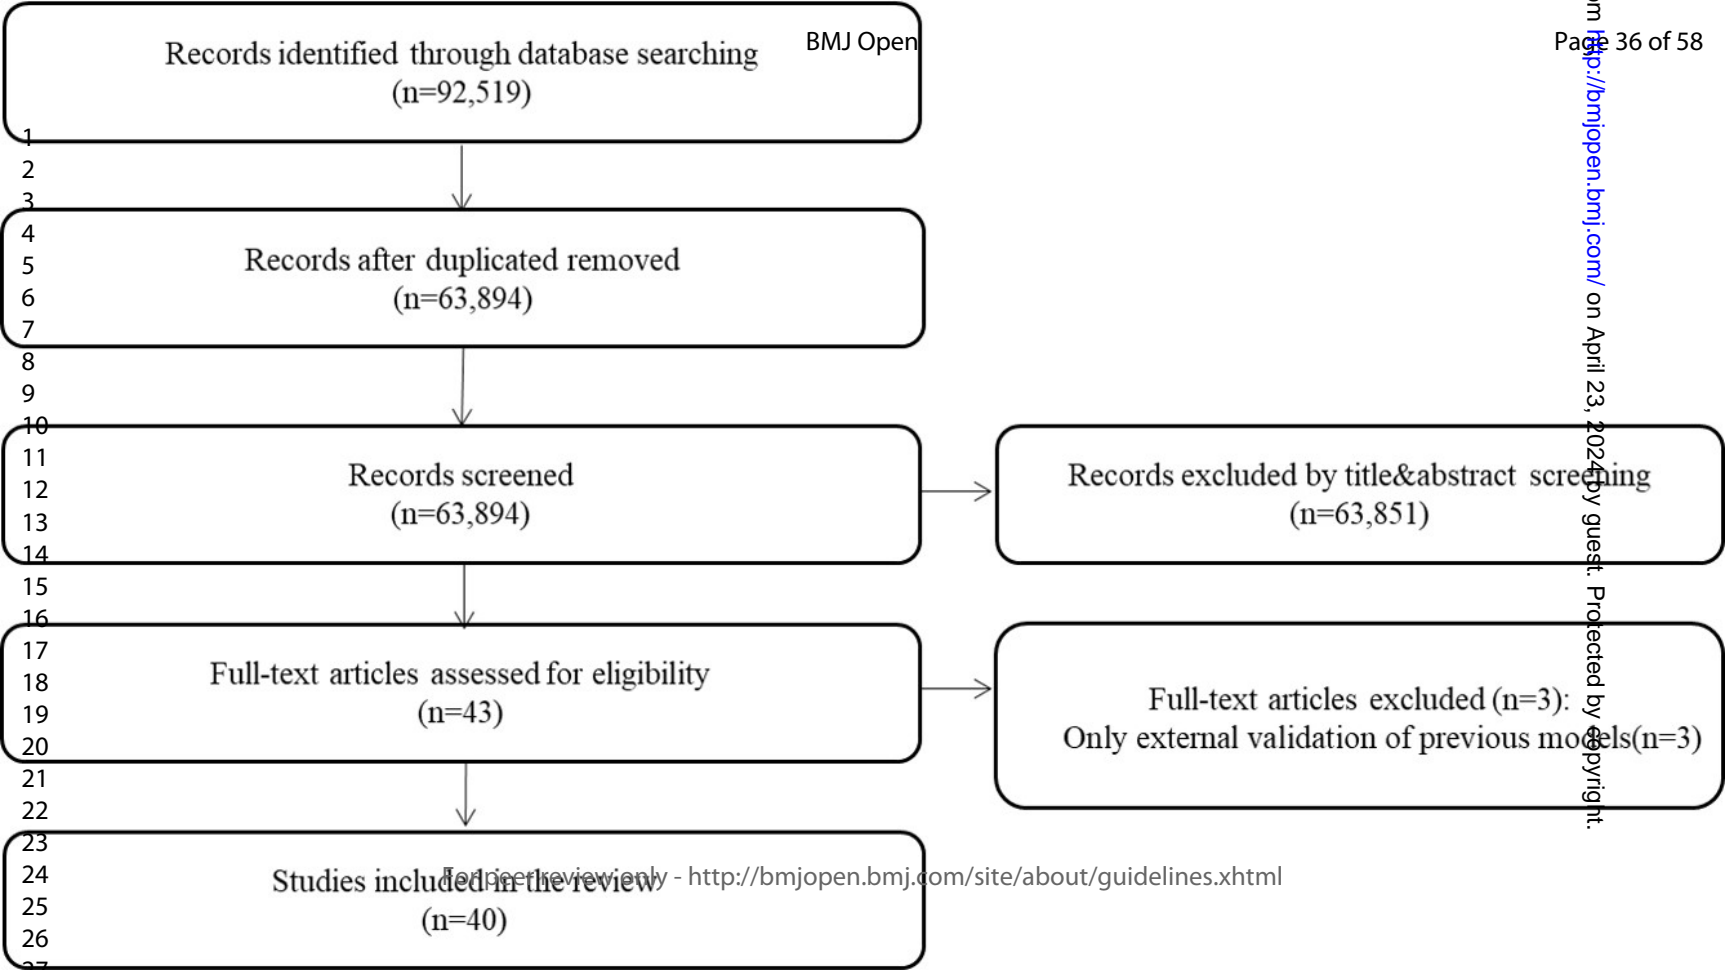 BMJ Open
Page 36 of 58
Records identified through database searching
(n=92,519)
Records after duplicated removed
(n=63,894)
Records screened
(n=63,894)
Records excluded by title&abstract screening
(n=63,851)
Full-text articles assessed for eligibility
(n=43)
Full-text articles excluded (n=3):
Only external validation of previous models(n=3)
Studies included in the review
(n=40)
For peer review only - http://bmjopen.bmj.com/site/about/guidelines.xhtml
1
2
3
4
5
6
7
8
9
10
11
12
13
14
15
16
17
18
19
20
21
22
23
24
25
26
27
http://bmjopen.bmj.com/ on April 23, 2024 by guest. Protected by copyright.